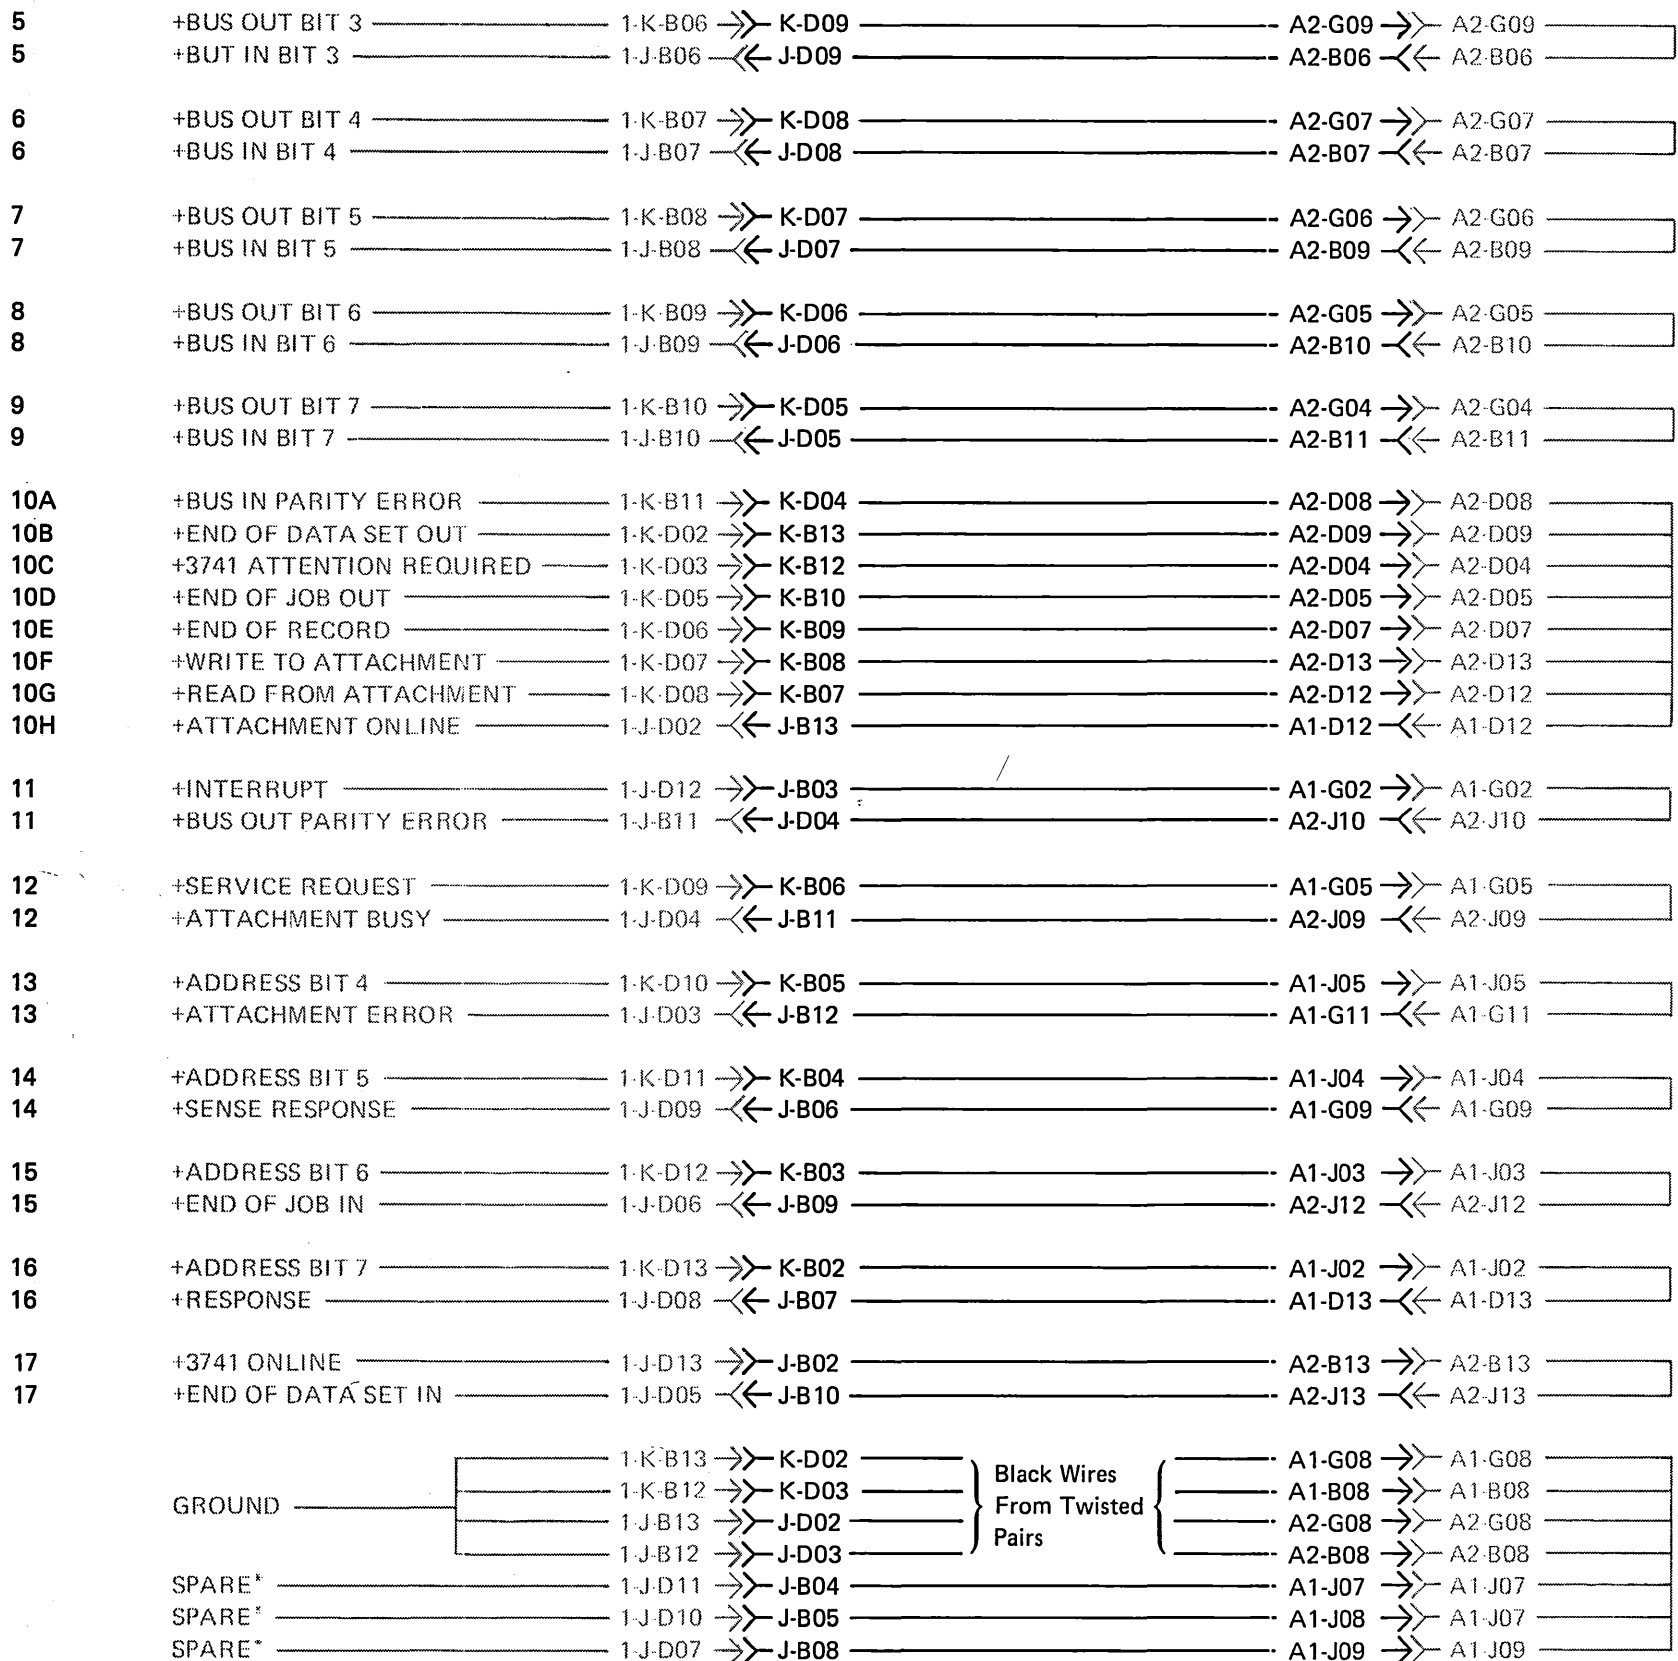 5 +BUS OUT BIT 3 1-K-B06 K-D09 A2-G09 A2-G09
5 +BUT IN BIT 3 1-J-B06 J-D09 A2-B06 A2-B06
6 +BUS OUT BIT 4 1-K-B07 K-D08 A2-G07 A2-G07
6 +BUS IN BIT 4 1-J-B07 J-D08 A2-B07 A2-B07
7 +BUS OUT BIT 5 1-K-B08 K-D07 A2-G06 A2-G06
7 +BUS IN BIT 5 1-J-B08 J-D07 A2-B09 A2-B09
8 +BUS OUT BIT 6 1-K-B09 K-D06 A2-G05 A2-G05
8 +BUS IN BIT 6 1-J-B09 J-D06 A2-B10 A2-B10
9 +BUS OUT BIT 7 1-K-B10 K-D05 A2-G04 A2-G04
9 +BUS IN BIT 7 1-J-B10 J-D05 A2-B11 A2-B11
10A +BUS IN PARITY ERROR 1-K-B11 K-D04 A2-D08 A2-D08
10B +END OF DATA SET OUT 1-K-D02 K-B13 A2-D09 A2-D09
10C +3741 ATTENTION REQUIRED 1-K-D03 K-B12 A2-D04 A2-D04
10D +END OF JOB OUT 1-K-D05 K-B10 A2-D05 A2-D05
10E +END OF RECORD 1-K-D06 K-B09 A2-D07 A2-D07
10F +WRITE TO ATTACHMENT 1-K-D07 K-B08 A2-D13 A2-D13
10G +READ FROM ATTACHMENT 1-K-D08 K-B07 A2-D12 A2-D12
10H +ATTACHMENT ONLINE 1-J-D02 J-B13 A1-D12 A1-D12
11 +INTERRUPT 1-J-D12 J-B03 A1-G02 A1-G02
11 +BUS OUT PARITY ERROR 1-J-B11 J-D04 A2-J10 A2-J10
12 +SERVICE REQUEST 1-K-D09 K-B06 A1-G05 A1-G05
12 +ATTACHMENT BUSY 1-J-D04 J-B11 A2-J09 A2-J09
13 +ADDRESS BIT 4 1-K-D10 K-B05 A1-J05 A1-J05
13 +ATTACHMENT ERROR 1-J-D03 J-B12 A1-G11 A1-G11
14 +ADDRESS BIT 5 1-K-D11 K-B04 A1-J04 A1-J04
14 +SENSE RESPONSE 1-J-D09 J-B06 A1-G09 A1-G09
15 +ADDRESS BIT 6 1-K-D12 K-B03 A1-J03 A1-J03
15 +END OF JOB IN 1-J-D06 J-B09 A2-J12 A2-J12
16 +ADDRESS BIT 7 1-K-D13 K-B02 A1-J02 A1-J02
16 +RESPONSE 1-J-D08 J-B07 A1-D13 A1-D13
17 +3741 ONLINE 1-J-D13 J-B02 A2-B13 A2-B13
17 +END OF DATA SET IN 1-J-D05 J-B10 A2-J13 A2-J13
1-K-B13 K-D02 A1-G08 A1-G08
Black Wires
1-K-B12 K-D03 A1-B08 A1-B08
GROUND From Twisted
1-J-B13 J-D02 A2-G08 A2-G08
Pairs
1-J-B12 J-D03 A2-B08 A2-B08
SPARE* 1-J-D11 J-B04 A1-J07 A1-J07
SPARE* 1-J-D10 J-B05 A1-J08 A1-J07
SPARE* 1-J-D07 J-B08 A1-J09 A1-J09